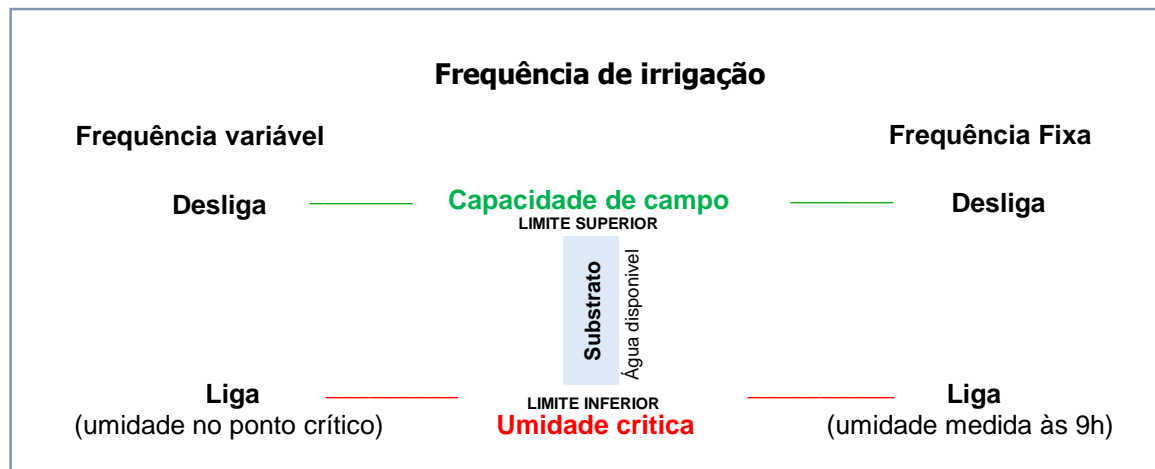 Frequência de irrigação
Frequência variável
Frequência Fixa
Desliga
Capacidade de campo
Desliga
LIMITE SUPERIOR
Substrato
Água disponivel
Liga
LIMITE INFERIOR
Liga
(umidade no ponto crítico)
Umidade critica
(umidade medida às 9h)